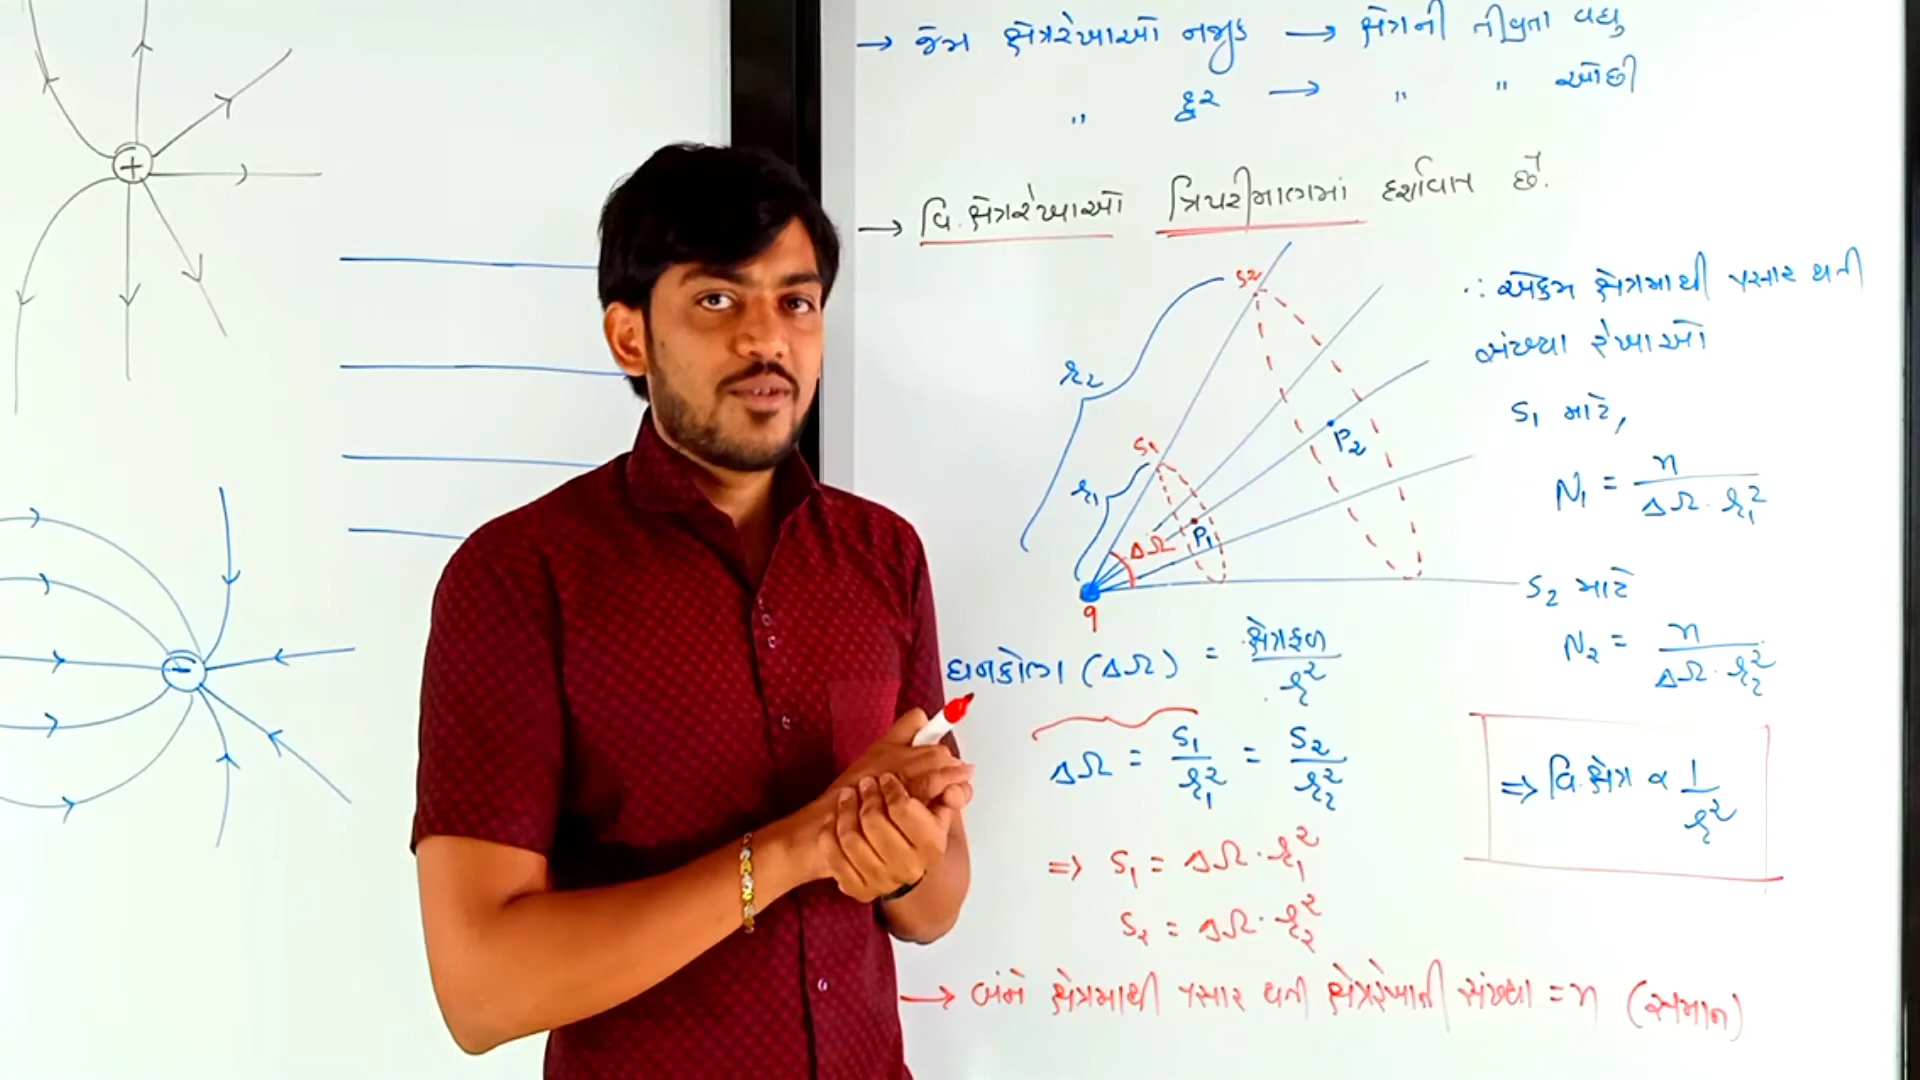 +
-
→ જેમ ક્ષેત્રરેખાઓ નજીક → ક્ષેત્રની તીવ્રતા વધુ
" દૂર → " " ઓછી
→ વિ.ક્ષેત્રરેખાઓ ત્રિપરીમાણમાં દર્શાવાત છે.
S₂
r₂
S₁
r₁
P₂
P₁
ΔΩ
q
∴ એકમ ક્ષેત્રમાથી પસાર થતી
સંખ્યા રેખાઓ
S₁ માટે,
N₁ = n / ΔΩ · r₁²
S₂ માટે
N₂ = n / ΔΩ · r₂²
⇒ વિ.ક્ષેત્ર ∝ 1 / r²
ઘનકોણ (ΔΩ) = ક્ષેત્રફળ / r²
ΔΩ = S₁ / r₁² = S₂ / r₂²
⇒ S₁ = ΔΩ · r₁²
S₂ = ΔΩ · r₂²
→ બંને ક્ષેત્રમાથી પસાર થતી ક્ષેત્રરેખાની સંખ્યા = n (સમાન)